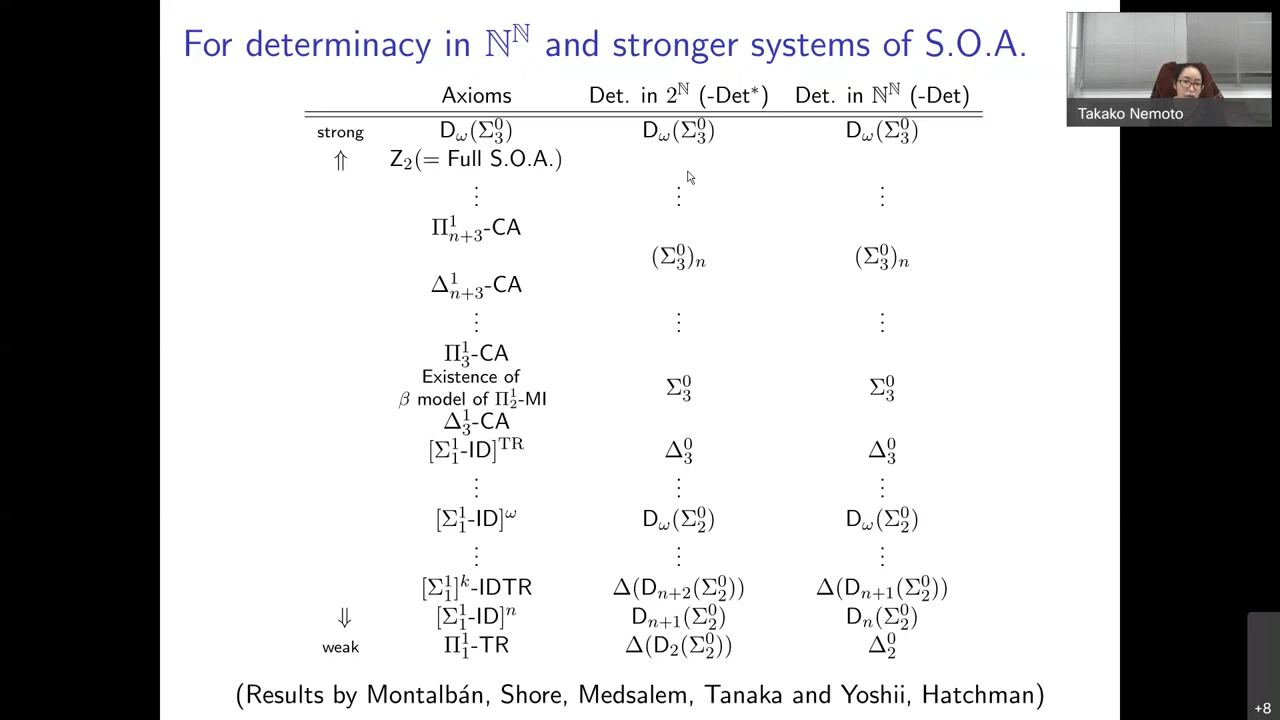 For determinacy in ℕ^ℕ and stronger systems of S.O.A.
Takako Nemoto
Axioms Det. in 2^ℕ (-Det*) Det. in ℕ^ℕ (-Det)
strong D_ω(Σ^0_3) D_ω(Σ^0_3) D_ω(Σ^0_3)
⇑ Z_2(= Full S.O.A.)
⋮ ⋮ ⋮
Π^1_{n+3}-CA
(Σ^0_3)_n (Σ^0_3)_n
Δ^1_{n+3}-CA
⋮ ⋮ ⋮
Π^1_3-CA
Existence of
β model of Π^1_2-MI Σ^0_3 Σ^0_3
Δ^1_3-CA
[Σ^1_1-ID]^TR Δ^0_3 Δ^0_3
⋮ ⋮ ⋮
[Σ^1_1-ID]^ω D_ω(Σ^0_2) D_ω(Σ^0_2)
⋮ ⋮ ⋮
[Σ^1_1]^k-IDTR Δ(D_{n+2}(Σ^0_2)) Δ(D_{n+1}(Σ^0_2))
⇓ [Σ^1_1-ID]^n D_{n+1}(Σ^0_2) D_n(Σ^0_2)
weak Π^1_1-TR Δ(D_2(Σ^0_2)) Δ^0_2
(Results by Montalbán, Shore, Medsalem, Tanaka and Yoshii, Hatchman)
+8